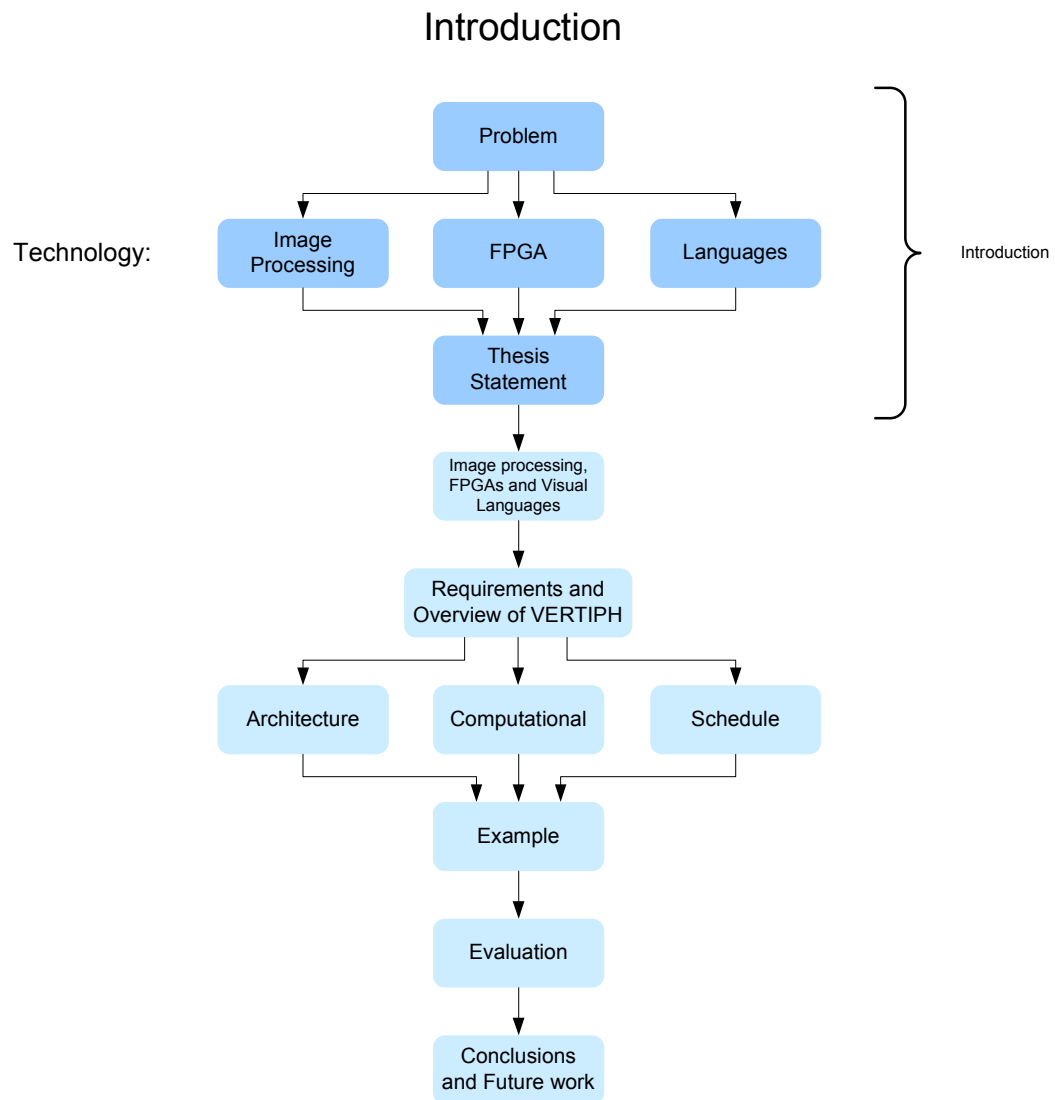 Introduction
Problem
Technology:
Image
Processing
FPGA
Languages
Introduction
Thesis
Statement
Image processing,
FPGAs and Visual
Languages
Requirements and
Overview of VERTIPH
Architecture
Computational
Schedule
Example
Evaluation
Conclusions
and Future work